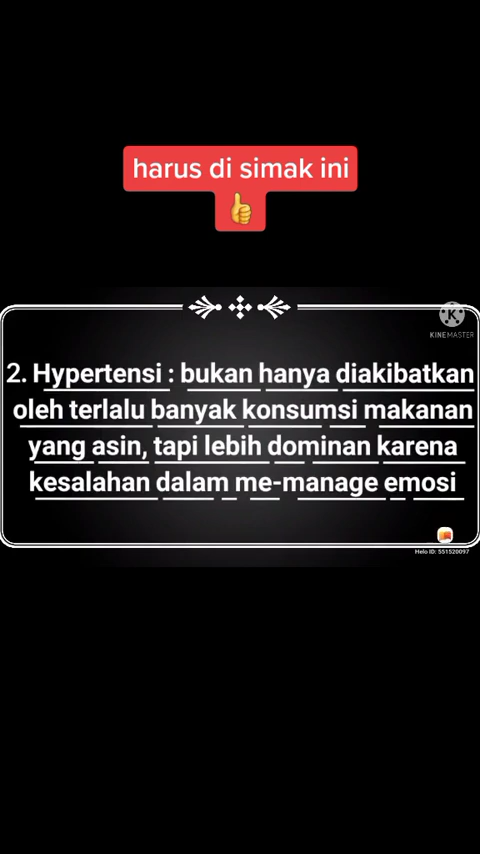 harus di simak ini
👍
K
KINEMASTER
2. Hypertensi : bukan hanya diakibatkan
oleh terlalu banyak konsumsi makanan
yang asin, tapi lebih dominan karena
kesalahan dalam me-manage emosi
Helo ID: 551520097